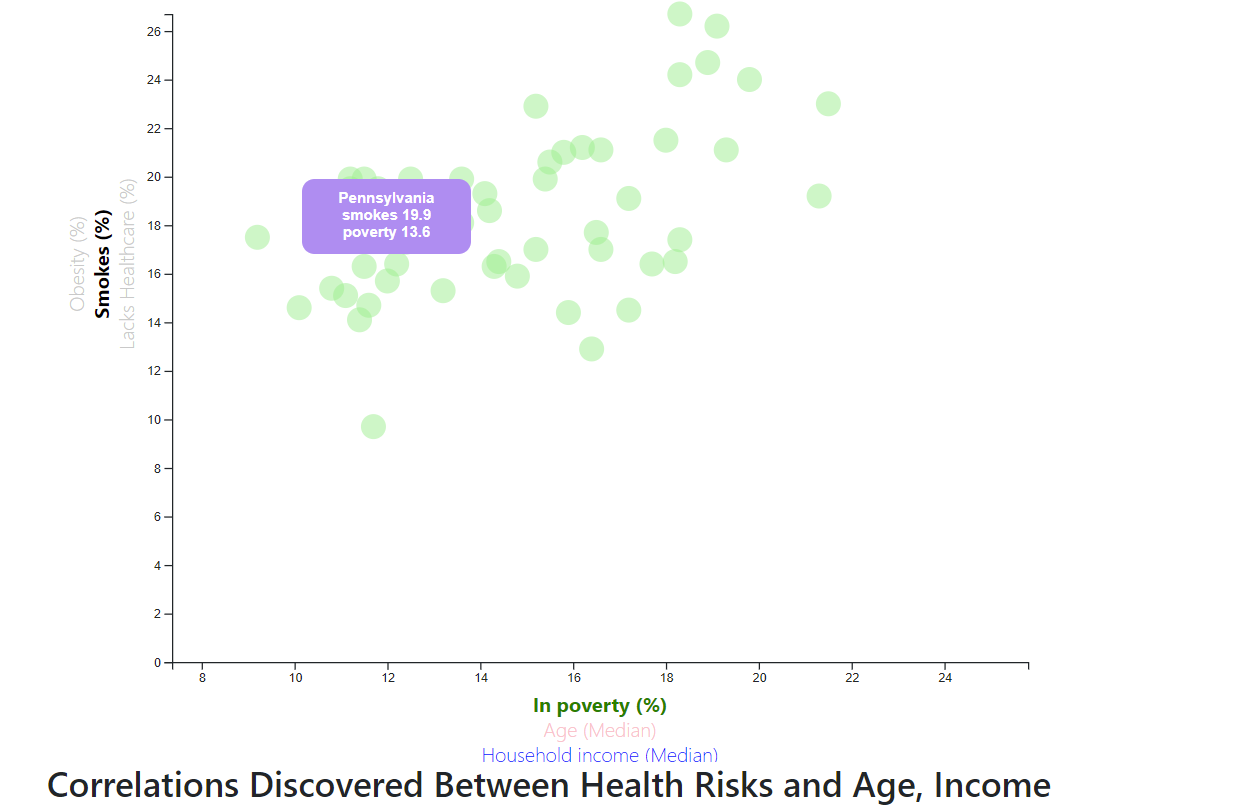 26
24
22
20
18
16
14
12
10
8
6
4
2
0
Obesity (%)
Smokes (%)
Lacks Healthcare (%)
Pennsylvania
smokes 19.9
poverty 13.6
8 10 12 14 16 18 20 22 24
In poverty (%)
Age (Median)
Household income (Median)
Correlations Discovered Between Health Risks and Age, Income